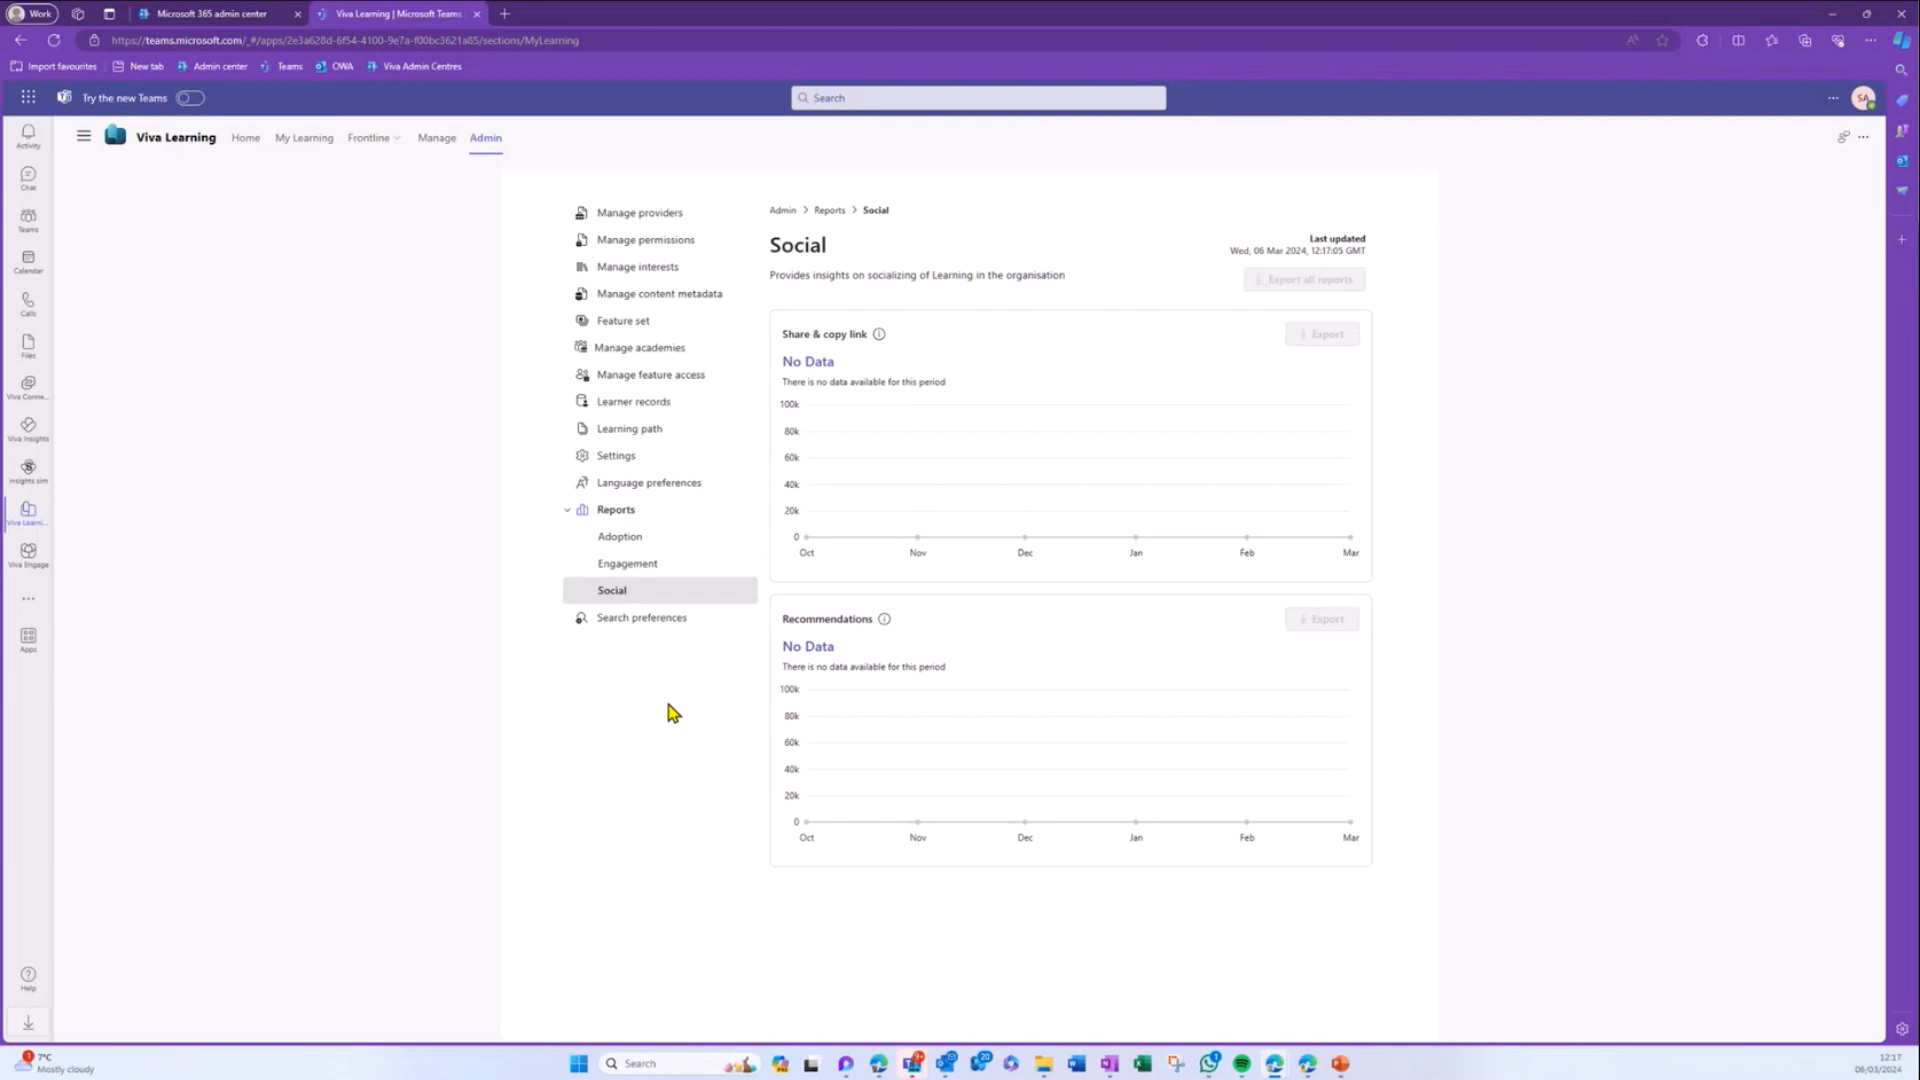 Work
Microsoft 365 admin center
Viva Learning | Microsoft Teams
https://teams.microsoft.com/_#/apps/2e3a628d-6f54-4100-9e7a-f00bc3621a85/sections/MyLearning
Import favourites
New tab
Admin center
Teams
OWA
Viva Admin Centres
Try the new Teams
Search
SA
Viva Learning
Home
My Learning
Frontline
Manage
Admin
Activity
Chat
Teams
Calendar
Calls
Files
Viva Conne...
Viva Insights
Insights sim
Viva Learni...
Viva Engage
Apps
Help
Manage providers
Manage permissions
Manage interests
Manage content metadata
Feature set
Manage academies
Manage feature access
Learner records
Learning path
Settings
Language preferences
Reports
Adoption
Engagement
Social
Search preferences
Admin > Reports > Social
Social
Last updated
Wed, 06 Mar 2024, 12:17:05 GMT
Provides insights on socializing of Learning in the organisation
Export all reports
Share & copy link
Export
No Data
There is no data available for this period
100k
80k
60k
40k
20k
0
Oct Nov Dec Jan Feb Mar
Recommendations
Export
No Data
There is no data available for this period
100k
80k
60k
40k
20k
0
Oct Nov Dec Jan Feb Mar
1
7°C
Mostly cloudy
Search
20
1
12:17
06/03/2024